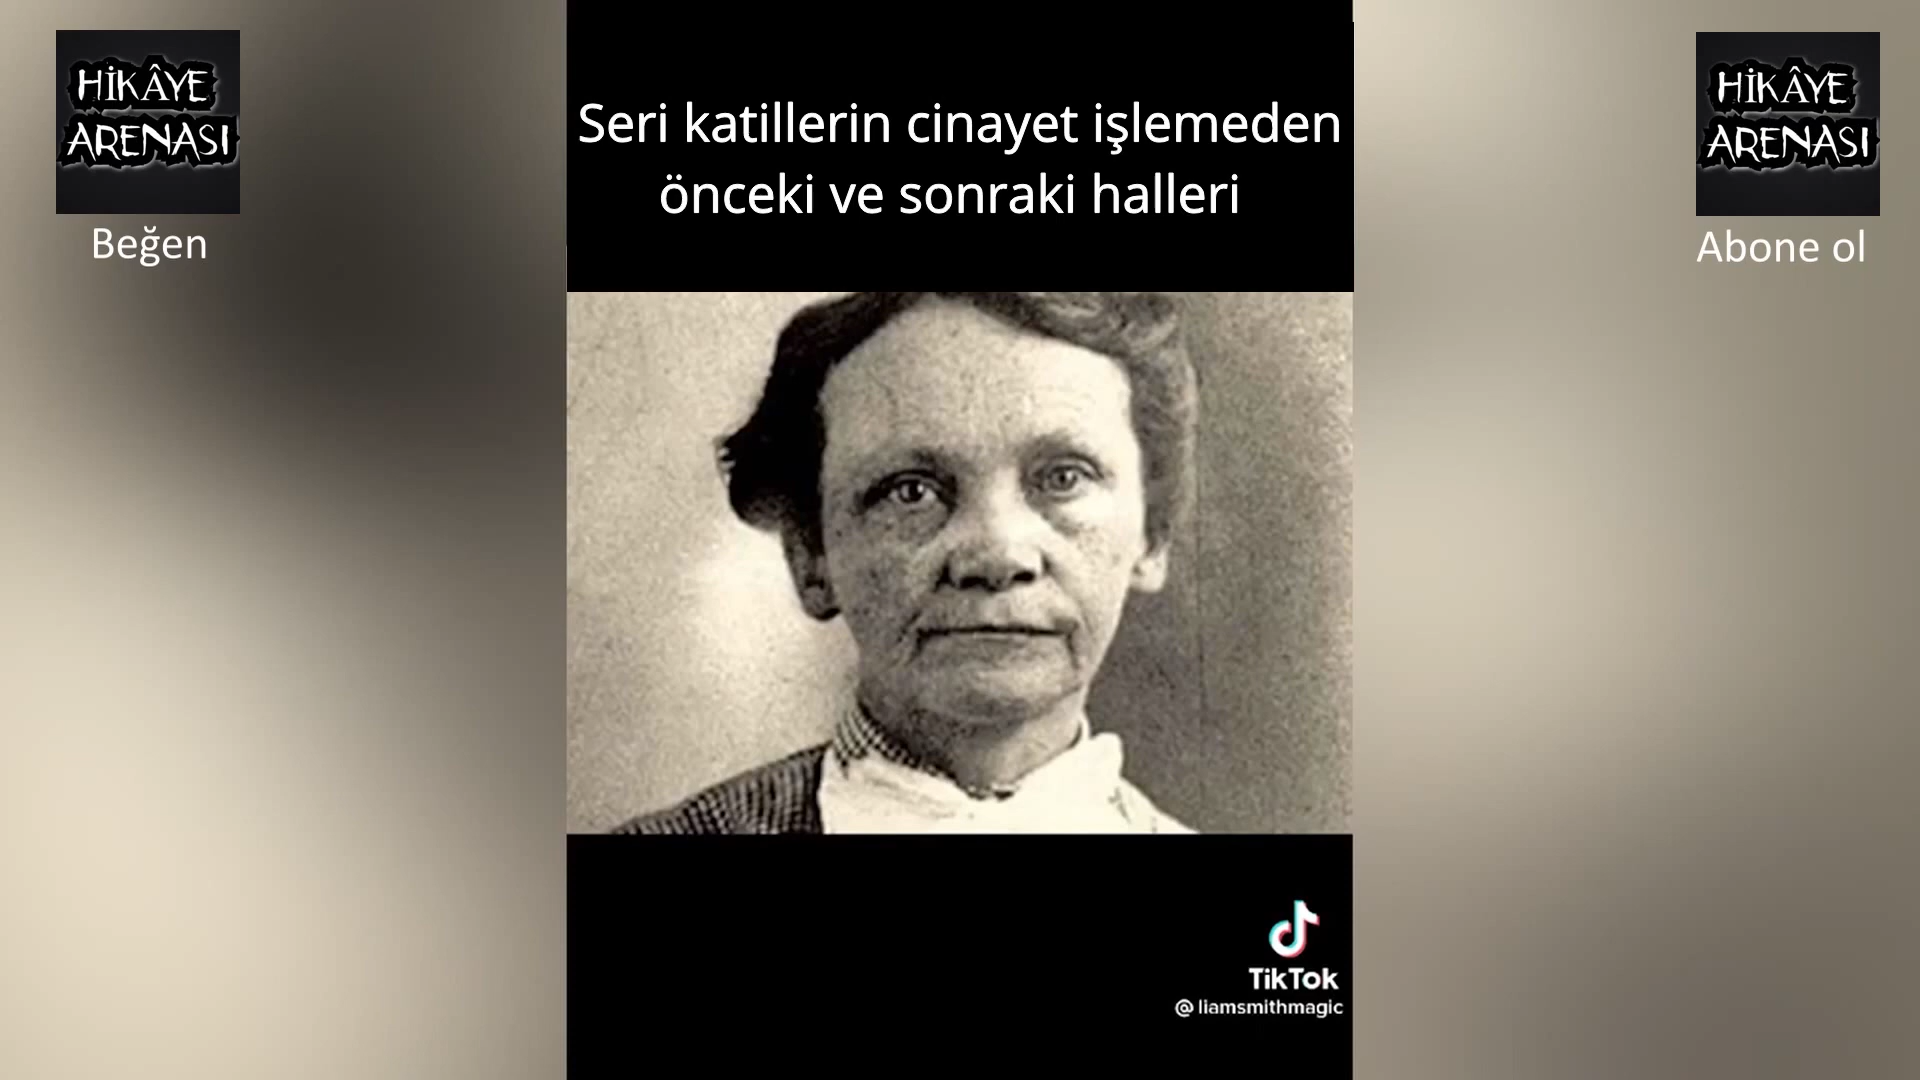 HİKÂYE
ARENASI
Beğen
Seri katillerin cinayet işlemeden
önceki ve sonraki halleri
HİKÂYE
ARENASI
Abone ol
TikTok
@liamsmithmagic